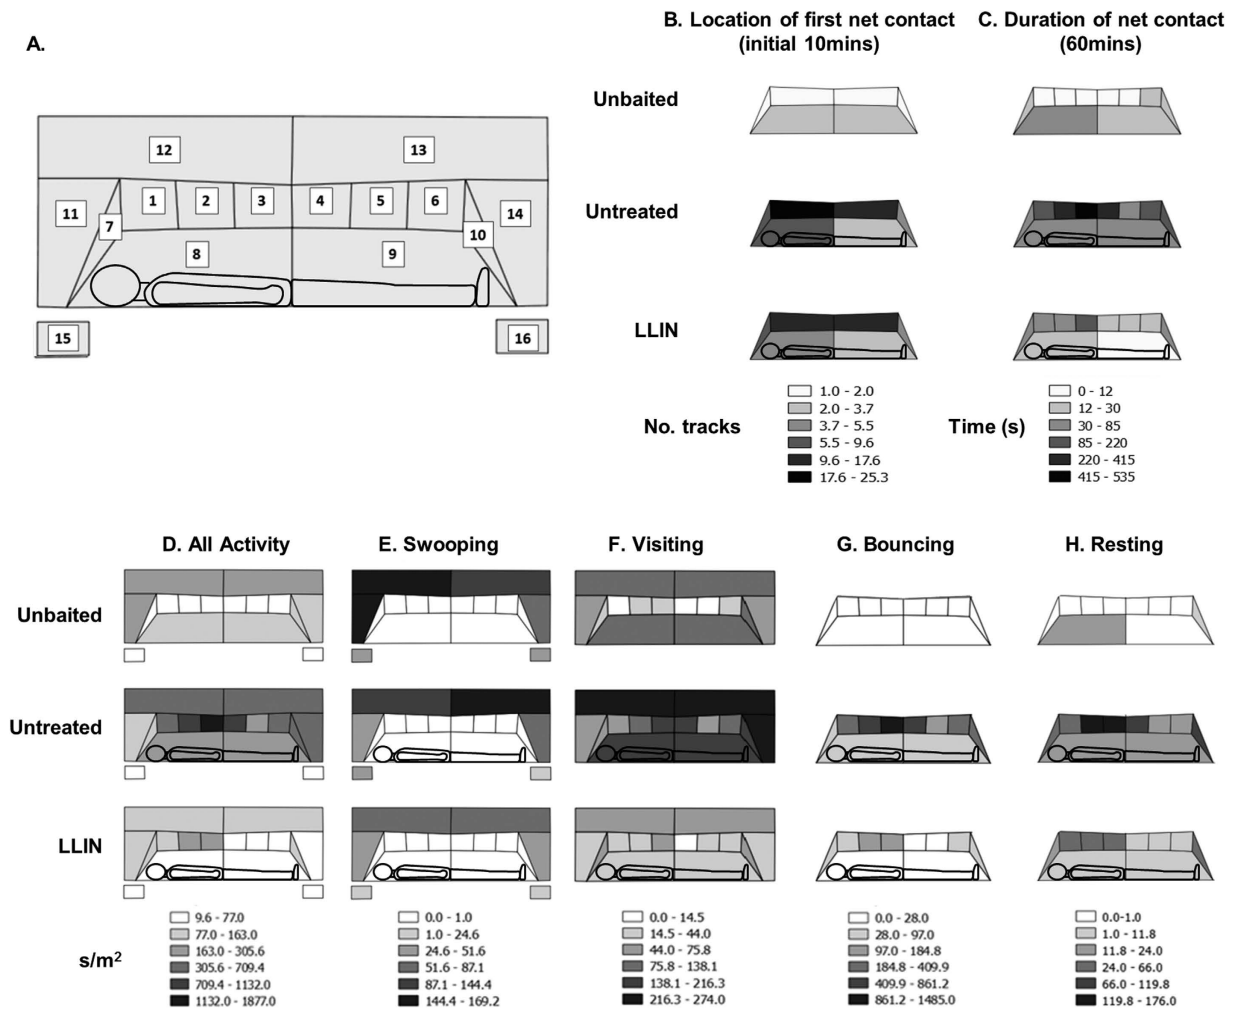 A.
B. Location of first net contact
(initial 10mins)
C. Duration of net contact
(60mins)
12
13
11
7
1
2
3
4
5
6
10
14
8
9
15
16
Unbaited
Untreated
LLIN
No. tracks
1.0 - 2.0
2.0 - 3.7
3.7 - 5.5
5.5 - 9.6
9.6 - 17.6
17.6 - 25.3
Time (s)
0 - 12
12 - 30
30 - 85
85 - 220
220 - 415
415 - 535
D. All Activity
E. Swooping
F. Visiting
G. Bouncing
H. Resting
Unbaited
Untreated
LLIN
s/m²
9.6 - 77.0
77.0 - 163.0
163.0 - 305.6
305.6 - 709.4
709.4 - 1132.0
1132.0 - 1877.0
0.0 - 1.0
1.0 - 24.6
24.6 - 51.6
51.6 - 87.1
87.1 - 144.4
144.4 - 169.2
0.0 - 14.5
14.5 - 44.0
44.0 - 75.8
75.8 - 138.1
138.1 - 216.3
216.3 - 274.0
0.0 - 28.0
28.0 - 97.0
97.0 - 184.8
184.8 - 409.9
409.9 - 861.2
861.2 - 1485.0
0.0-1.0
1.0 - 11.8
11.8 - 24.0
24.0 - 66.0
66.0 - 119.8
119.8 - 176.0